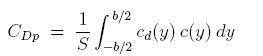 C_{Dp} = \frac{1}{S} \int_{-b/2}^{b/2} c_d(y) \, c(y) \, dy